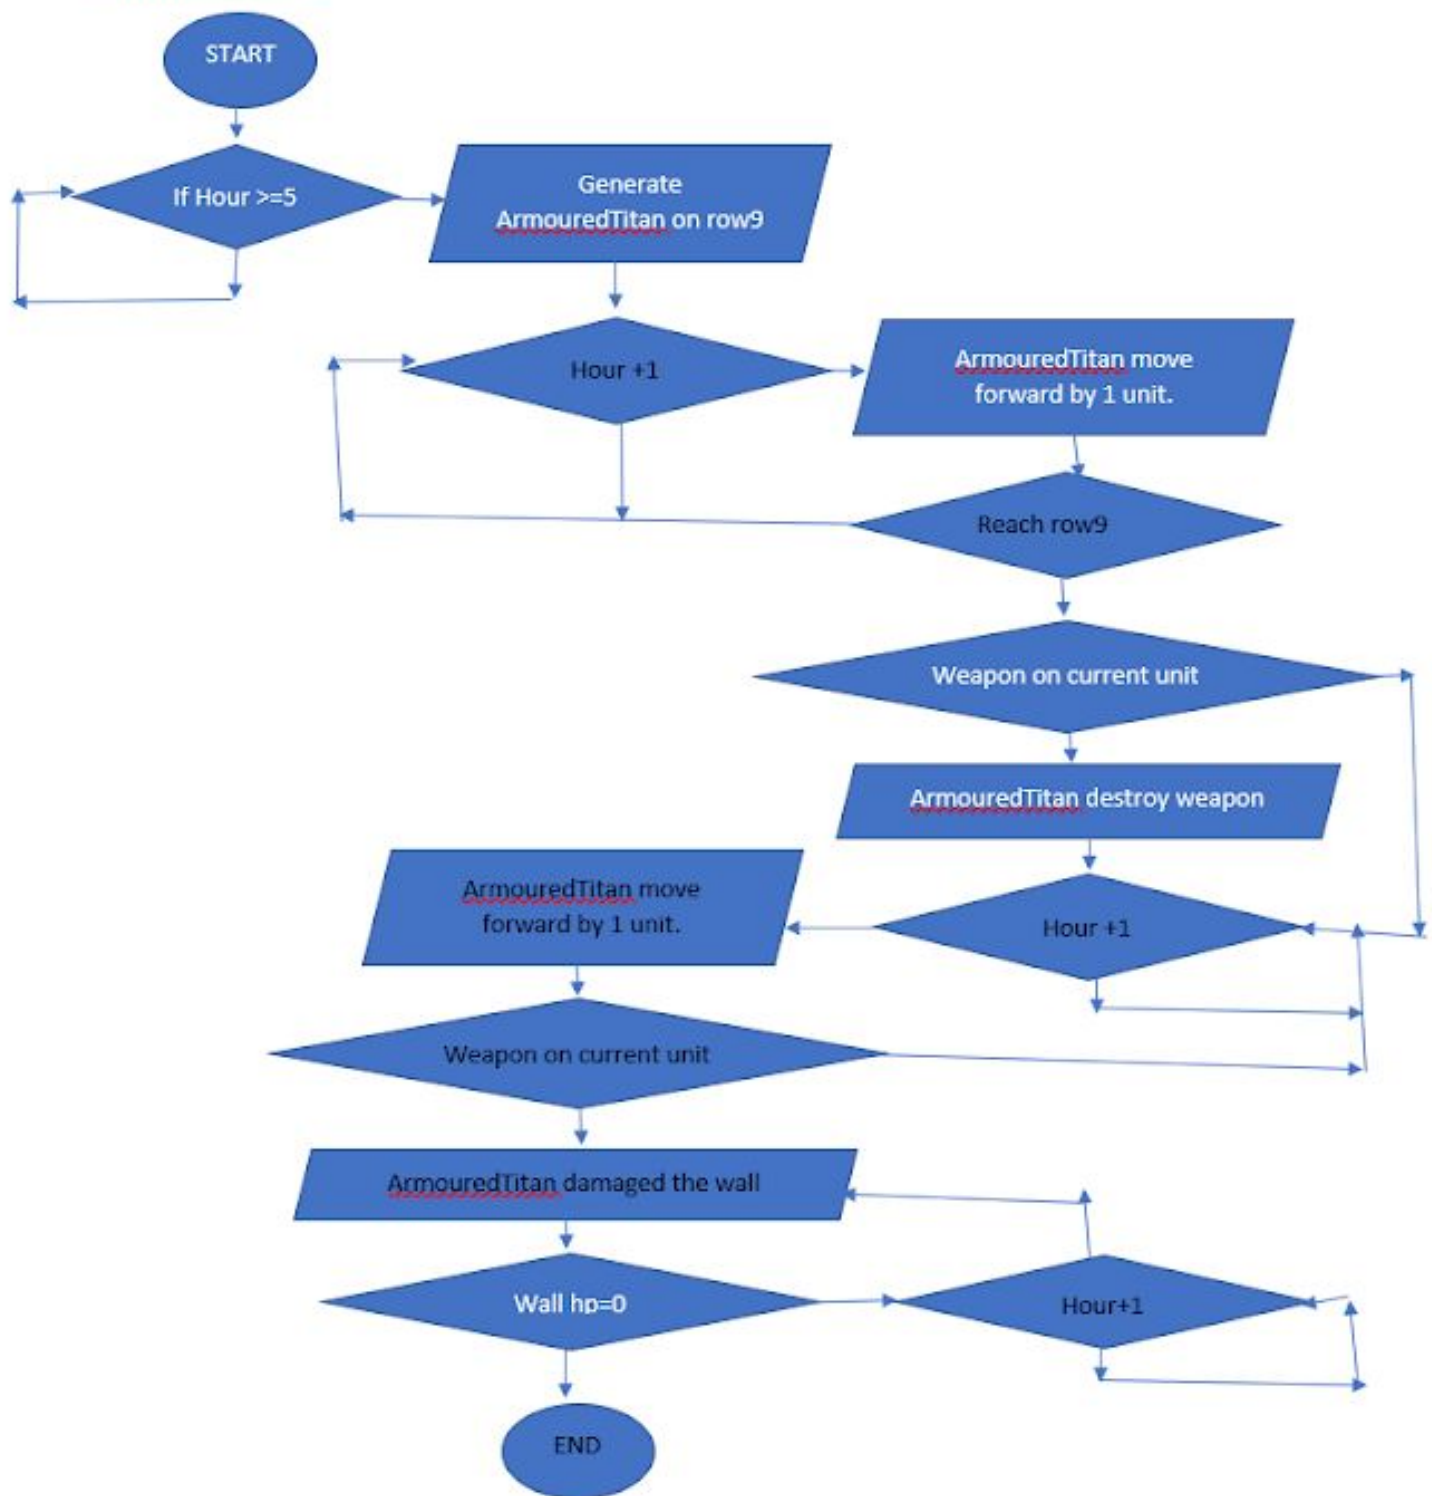 START
If Hour >=5
Generate
ArmouredTitan on row9
Hour +1
ArmouredTitan move
forward by 1 unit.
Reach row9
Weapon on current unit
ArmouredTitan destroy weapon
Hour +1
ArmouredTitan move
forward by 1 unit.
Weapon on current unit
ArmouredTitan damaged the wall
Wall hp=0
Hour+1
END